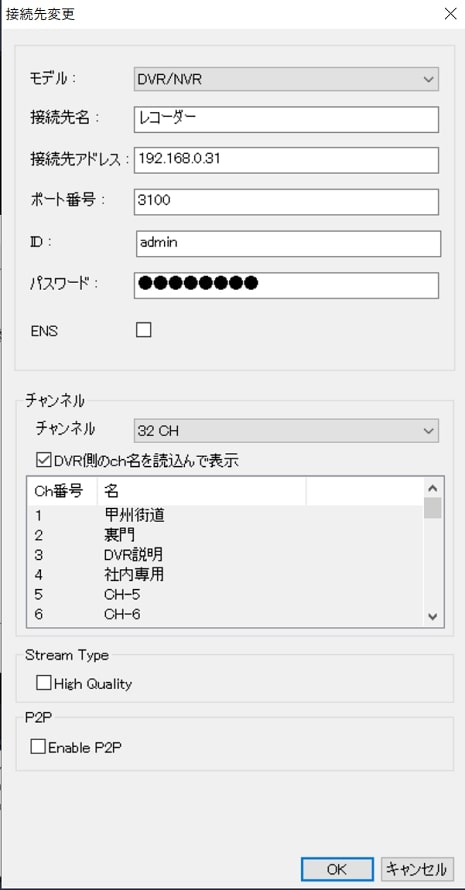 接続先変更
モデル： DVR/NVR
接続先名： レコーダー
接続先アドレス： 192.168.0.31
ポート番号： 3100
ID： admin
パスワード： ●●●●●●●●
ENS
チャンネル
チャンネル 32 CH
DVR側のch名を読込んで表示
Ch番号 名
1 甲州街道
2 裏門
3 DVR説明
4 社内専用
5 CH-5
6 CH-6
Stream Type
High Quality
P2P
Enable P2P
OK キャンセル